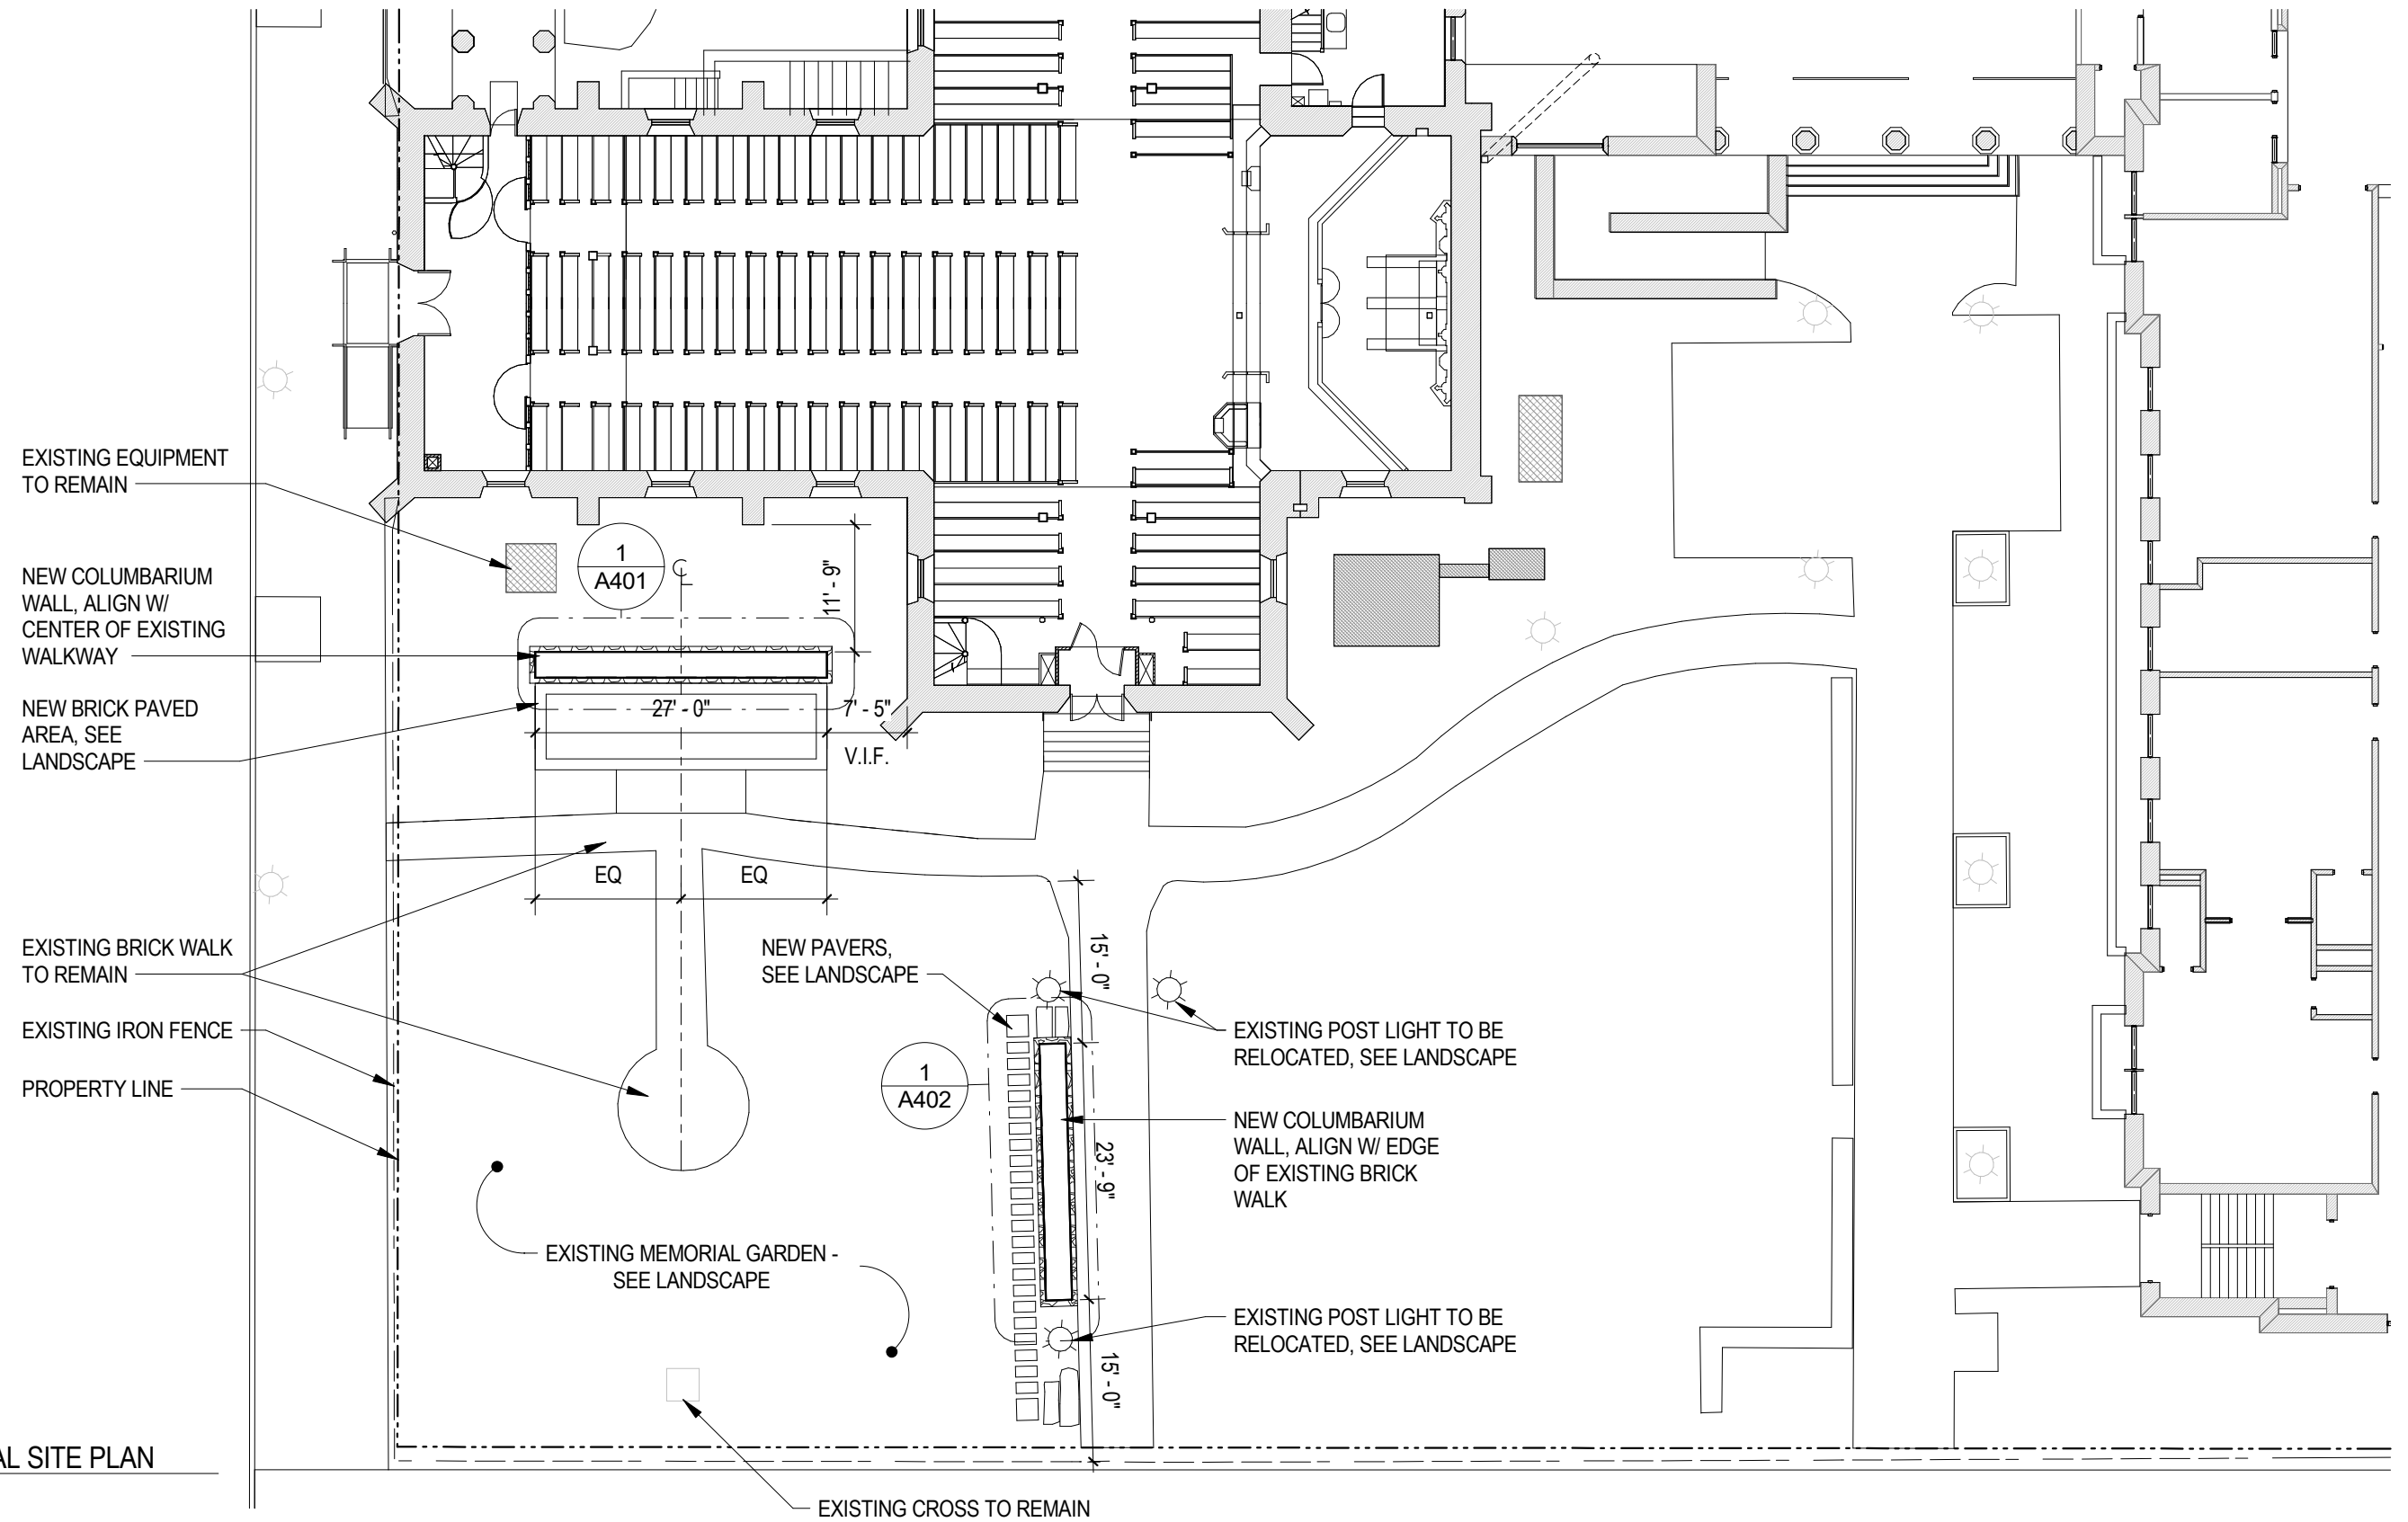 EXISTING EQUIPMENT
TO REMAIN
1
A401
℄
11' - 9"
NEW COLUMBARIUM
WALL, ALIGN W/
CENTER OF EXISTING
WALKWAY
NEW BRICK PAVED
AREA, SEE
LANDSCAPE
27' - 0"
7' - 5"
V.I.F.
EQ
EQ
EXISTING BRICK WALK
TO REMAIN
NEW PAVERS,
SEE LANDSCAPE
15' - 0"
EXISTING IRON FENCE
EXISTING POST LIGHT TO BE
RELOCATED, SEE LANDSCAPE
PROPERTY LINE
1
A402
NEW COLUMBARIUM
WALL, ALIGN W/ EDGE
OF EXISTING BRICK
WALK
23' - 9"
EXISTING MEMORIAL GARDEN -
SEE LANDSCAPE
EXISTING POST LIGHT TO BE
RELOCATED, SEE LANDSCAPE
15' - 0"
AL SITE PLAN
EXISTING CROSS TO REMAIN